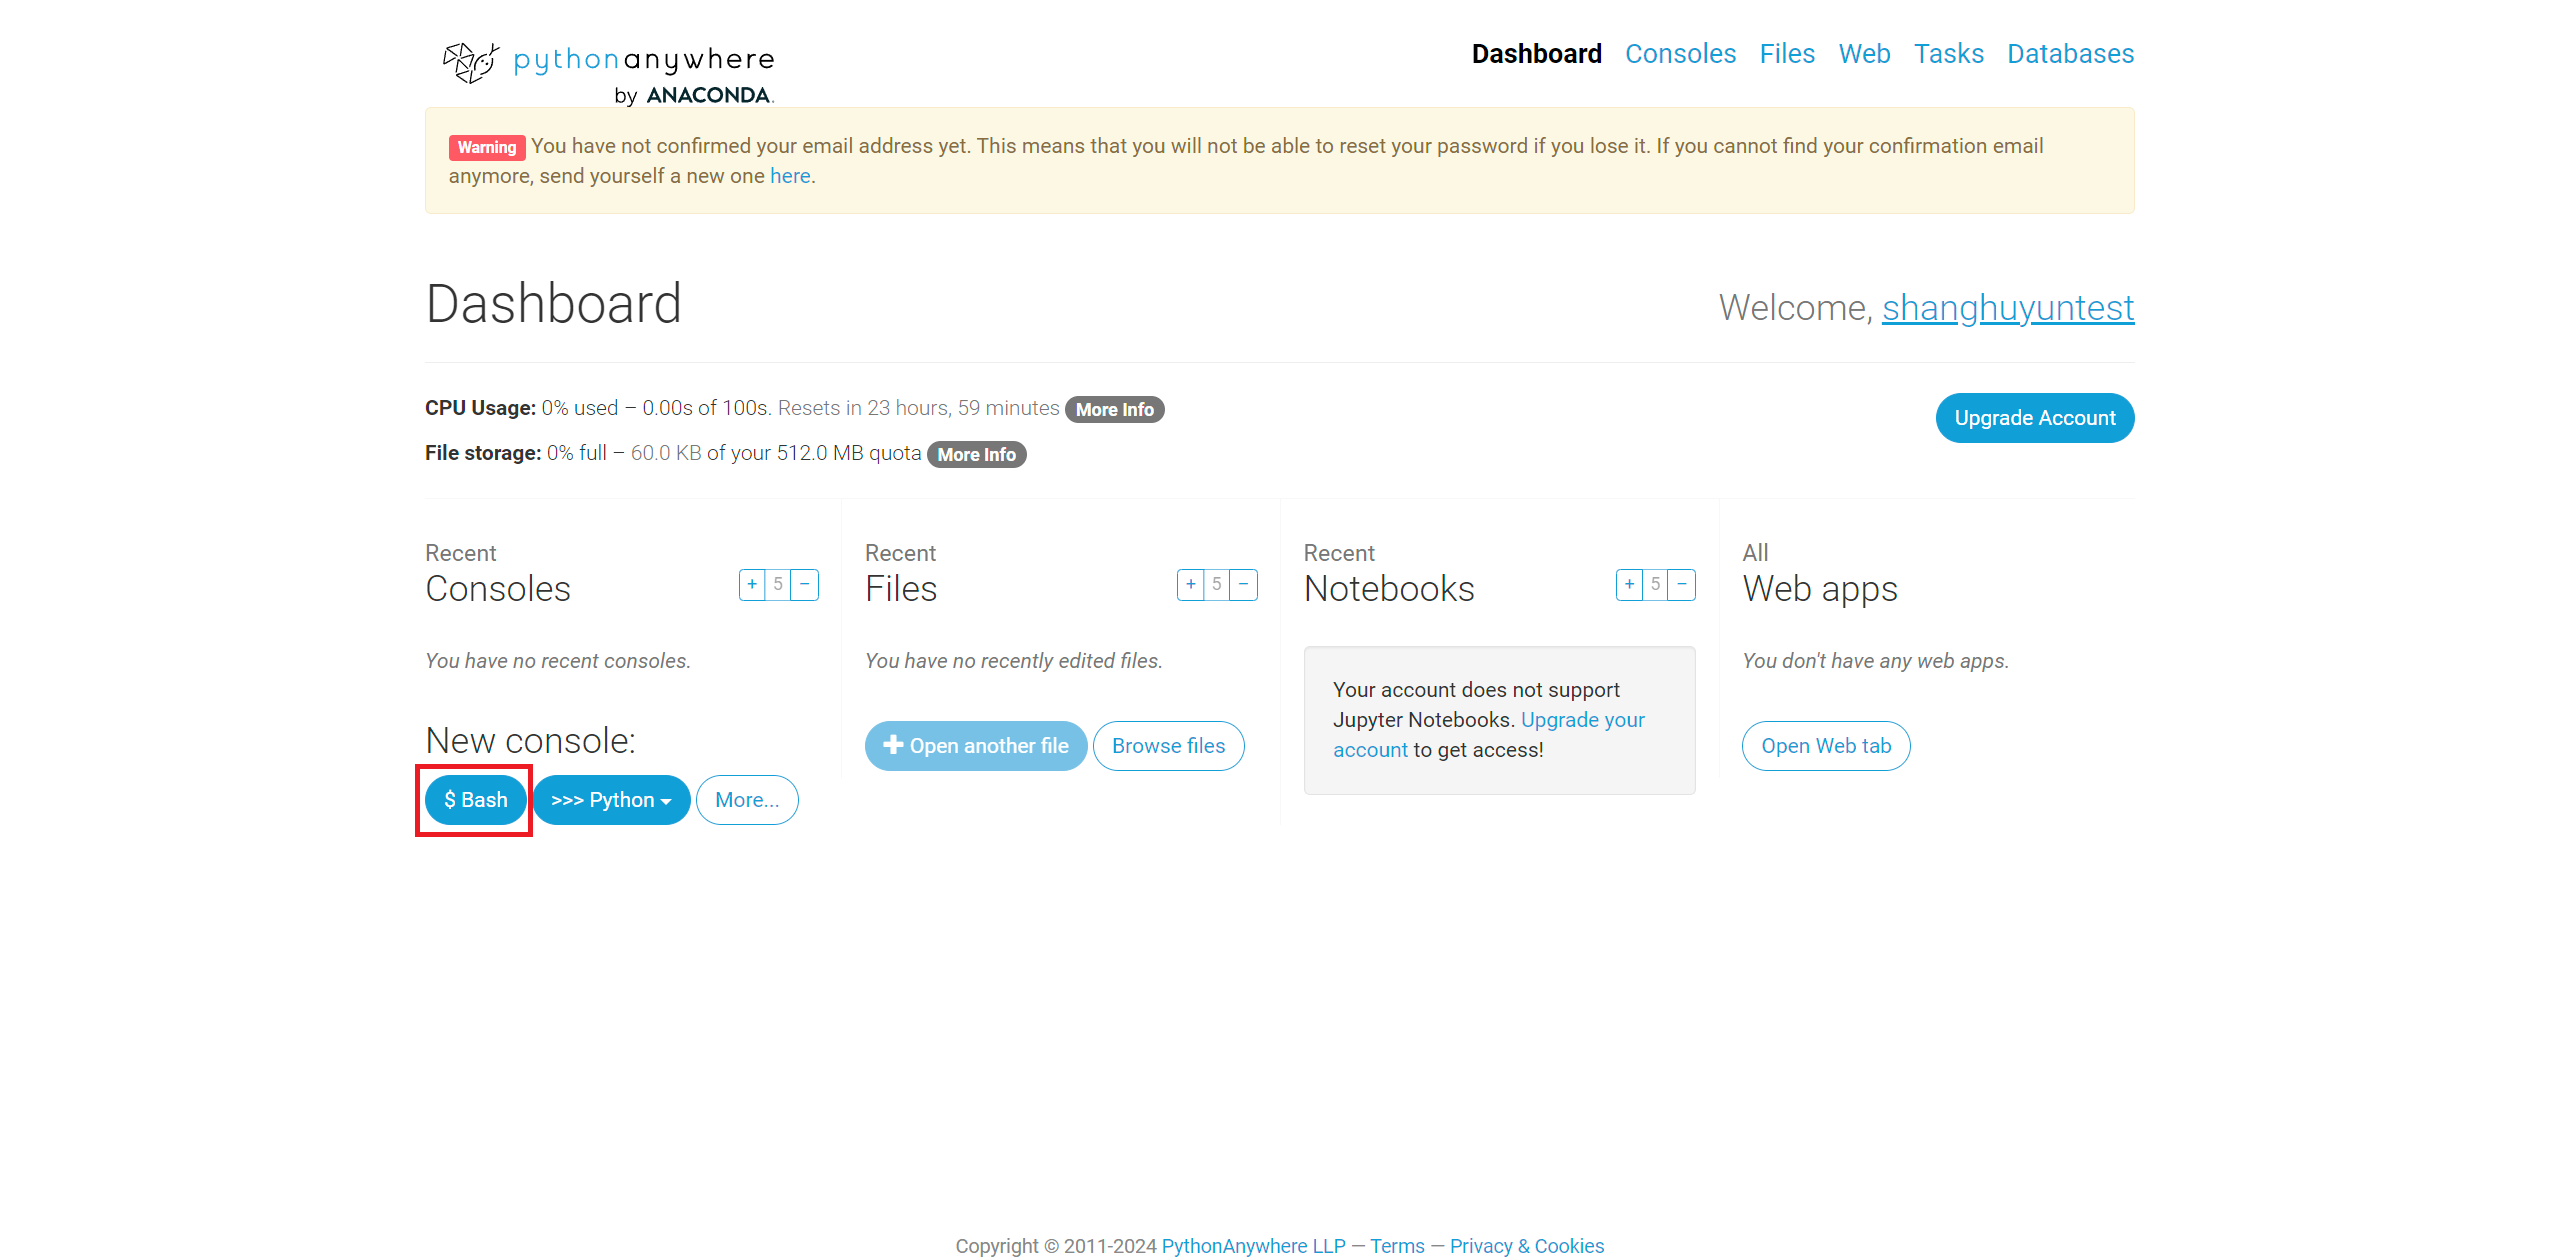 pythonanywhere
by ANACONDA.
Dashboard Consoles Files Web Tasks Databases
Warning You have not confirmed your email address yet. This means that you will not be able to reset your password if you lose it. If you cannot find your confirmation email
anymore, send yourself a new one here.
Dashboard
Welcome, shanghuyuntest
CPU Usage: 0% used – 0.00s of 100s. Resets in 23 hours, 59 minutes More Info
Upgrade Account
File storage: 0% full – 60.0 KB of your 512.0 MB quota More Info
Recent
Consoles
+ 5 −
You have no recent consoles.
New console:
$ Bash >>> Python More...
Recent
Files
+ 5 −
You have no recently edited files.
Open another file Browse files
Recent
Notebooks
+ 5 −
Your account does not support
Jupyter Notebooks. Upgrade your
account to get access!
All
Web apps
You don't have any web apps.
Open Web tab
Copyright © 2011-2024 PythonAnywhere LLP — Terms — Privacy & Cookies